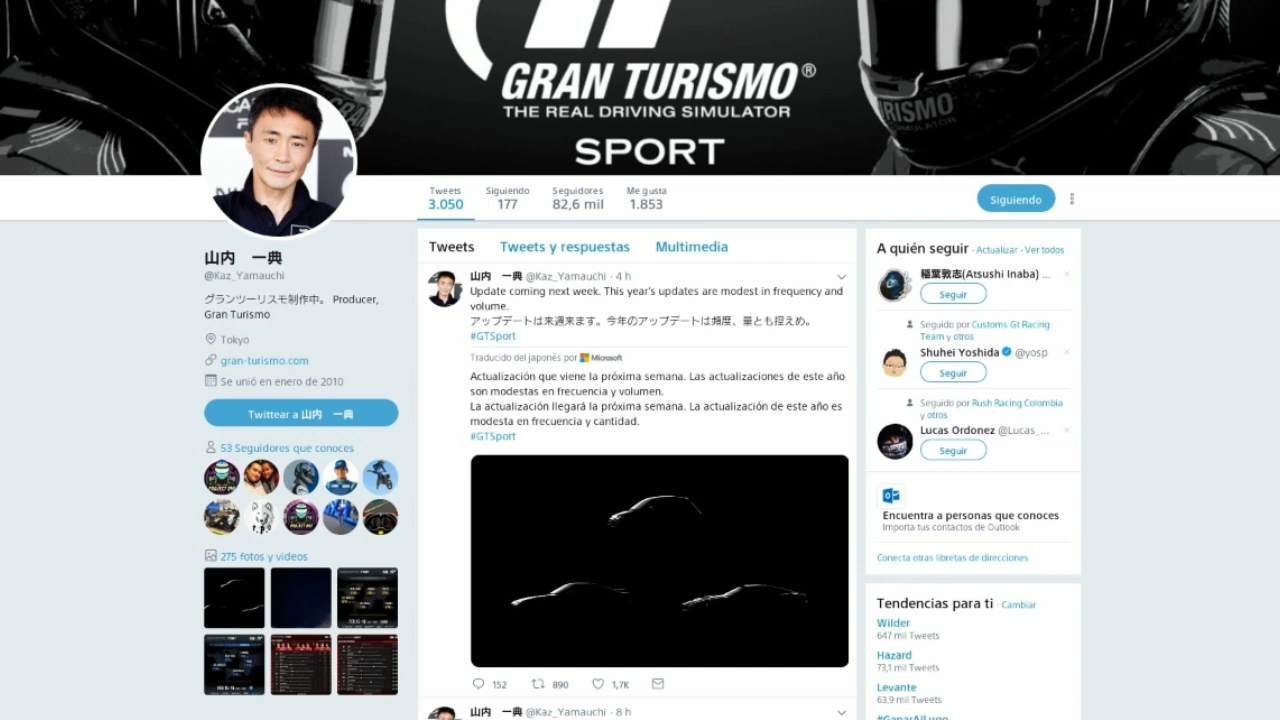 GRAN TURISMO®
THE REAL DRIVING SIMULATOR
SPORT
Tweets
3.050
Siguiendo
177
Seguidores
82,6 mil
Me gusta
1.853
Siguiendo
山内　一典
@Kaz_Yamauchi
グランツーリスモ制作中。 Producer,
Gran Turismo
Tokyo
gran-turismo.com
Se unió en enero de 2010
Twittear a 山内　一典
53 Seguidores que conoces
275 fotos y videos
Tweets Tweets y respuestas Multimedia
山内　一典 @Kaz_Yamauchi · 4 h
Update coming next week. This year's updates are modest in frequency and
volume.
アップデートは来週来ます。今年のアップデートは頻度、量とも控えめ。
#GTSport
Traducido del japonés por Microsoft
Actualización que viene la próxima semana. Las actualizaciones de este año
son modestas en frecuencia y volumen.
La actualización llegará la próxima semana. La actualización de este año es
modesta en frecuencia y cantidad.
#GTSport
152 890 1,7K
山内　一典 @Kaz_Yamauchi · 8 h
A quién seguir · Actualizar · Ver todos
稲葉敦志(Atsushi Inaba) ...
Seguir
Seguido por Customs Gt Racing
Team y otros
Shuhei Yoshida @yosp
Seguir
Seguido por Rush Racing Colombia
y otros
Lucas Ordonez @Lucas_...
Seguir
Encuentra a personas que conoces
Importa tus contactos de Outlook
Conecta otras libretas de direcciones
Tendencias para ti · Cambiar
Wilder
647 mil Tweets
Hazard
73,1 mil Tweets
Levante
63,9 mil Tweets
#GanarAlLugo